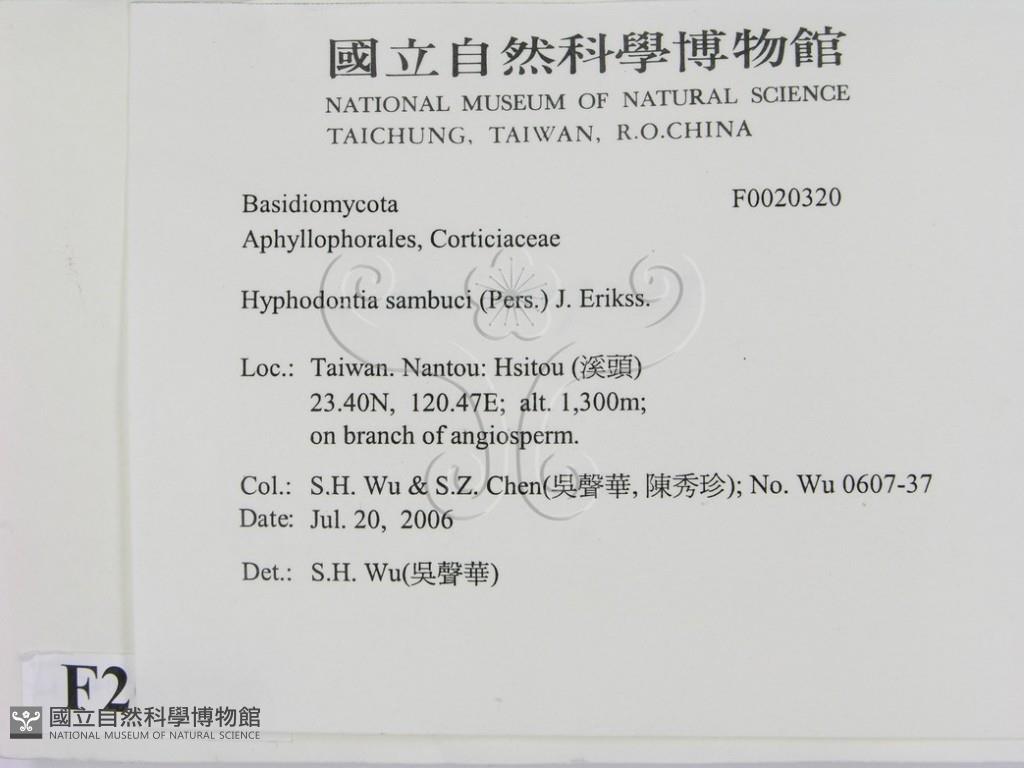 國立自然科學博物館
NATIONAL MUSEUM OF NATURAL SCIENCE
TAICHUNG, TAIWAN, R.O.CHINA
Basidiomycota F0020320
Aphyllophorales, Corticiaceae
Hyphodontia sambuci (Pers.) J. Erikss.
Loc.: Taiwan. Nantou: Hsitou (溪頭)
23.40N, 120.47E; alt. 1,300m;
on branch of angiosperm.
Col.: S.H. Wu & S.Z. Chen(吳聲華, 陳秀珍); No. Wu 0607-37
Date: Jul. 20, 2006
Det.: S.H. Wu(吳聲華)
F2
國立自然科學博物館
NATIONAL MUSEUM OF NATURAL SCIENCE